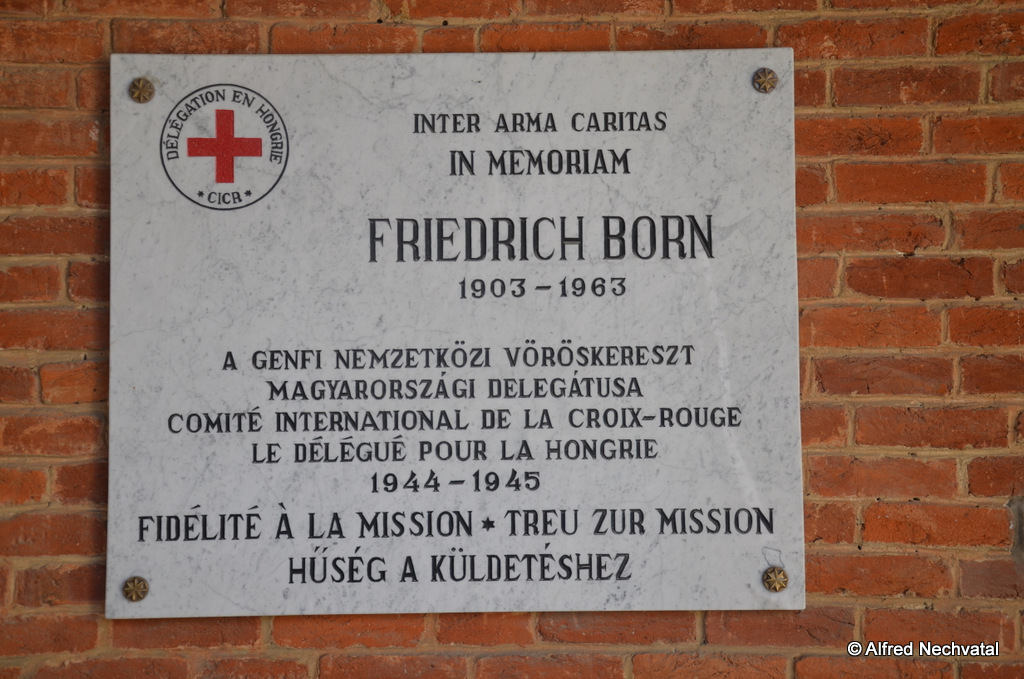 DÉLÉGATION EN HONGRIE
* CICR *
INTER ARMA CARITAS
IN MEMORIAM
FRIEDRICH BORN
1903 – 1963
A GENFI NEMZETKÖZI VÖRÖSKERESZT
MAGYARORSZÁGI DELEGÁTUSA
COMITÉ INTERNATIONAL DE LA CROIX-ROUGE
LE DÉLÉGUÉ POUR LA HONGRIE
1944 – 1945
FIDÉLITÉ À LA MISSION * TREU ZUR MISSION
HŰSÉG A KÜLDETÉSHEZ
© Alfred Nechvatal